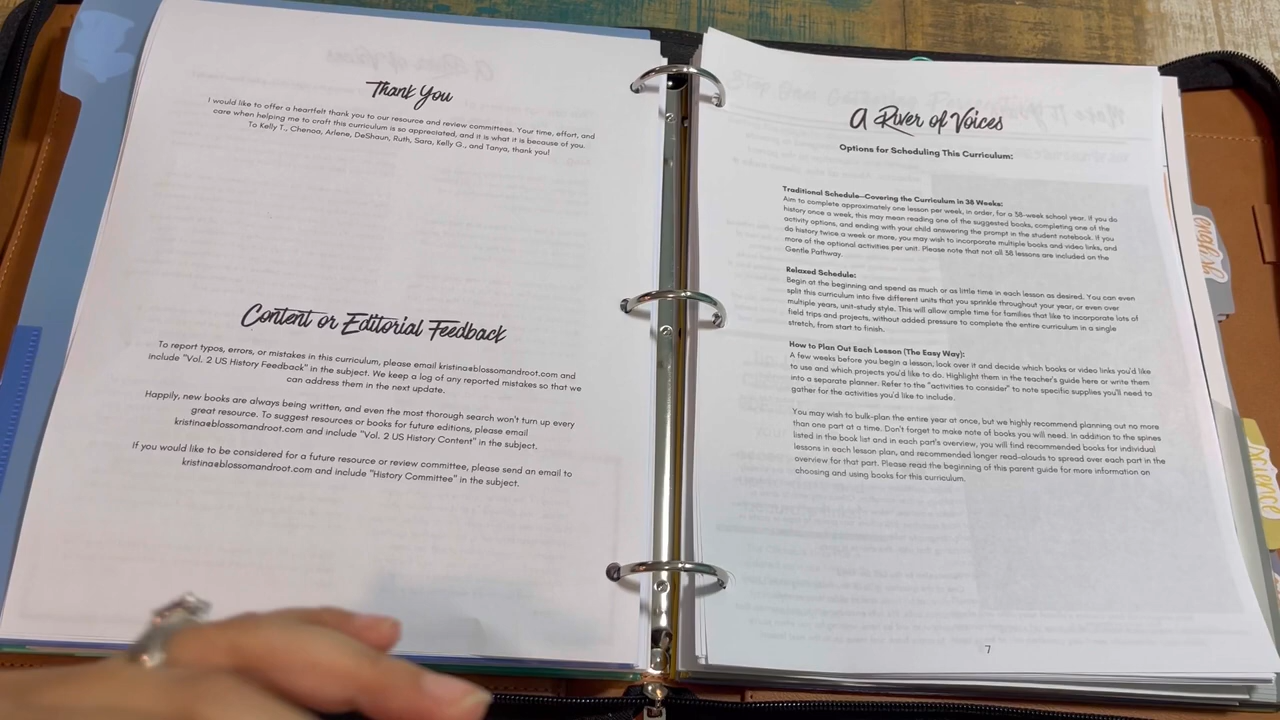 Thank You
I would like to offer a heartfelt thank you to our resource and review committees. Your time, effort, and
care when helping me to craft this curriculum is so appreciated, and it is what it is because of you.
To Kelly T., Chenoa, Arlene, DeShaun, Ruth, Sara, Kelly G., and Tanya, thank you!
Content or Editorial Feedback
To report typos, errors, or mistakes in this curriculum, please email kristina@blossomandroot.com and
include "Vol. 2 US History Feedback" in the subject. We keep a log of any reported mistakes so that we
can address them in the next update.
Happily, new books are always being written, and even the most thorough search won't turn up every
great resource. To suggest resources or books for future editions, please email
kristina@blossomandroot.com and include "Vol. 2 US History Content" in the subject.
If you would like to be considered for a future resource or review committee, please send an email to
kristina@blossomandroot.com and include "History Committee" in the subject.
A River of Voices
Options for Scheduling This Curriculum:
Traditional Schedule—Covering the Curriculum in 38 Weeks:
Aim to complete approximately one lesson per week, in order, for a 38-week school year. If you do
history once a week, this may mean reading one of the suggested books, completing one of the
activity options, and ending with your child answering the prompt in the student notebook. If you
do history twice a week or more, you may wish to incorporate multiple books and video links, and
more of the optional activities per unit. Please note that not all 38 lessons are included on the
Gentle Pathway.
Relaxed Schedule:
Begin at the beginning and spend as much or as little time in each lesson as desired. You can even
split this curriculum into five different units that you sprinkle throughout your year, or even over
multiple years, unit-study style. This will allow ample time for families that like to incorporate lots of
field trips and projects, without added pressure to complete the entire curriculum in a single
stretch, from start to finish.
How to Plan Out Each Lesson (The Easy Way):
A few weeks before you begin a lesson, look over it and decide which books or video links you'd like
to use and which projects you'd like to do. Highlight them in the teacher's guide here or write them
into a separate planner. Refer to the "activities to consider" to note specific supplies you'll need to
gather for the activities you'd like to include.
You may wish to bulk-plan the entire year at once, but we highly recommend planning out no more
than one part at a time. Don't forget to make note of books you will need. In addition to the spines
listed in the book list and in each part's overview, you will find recommended books for individual
lessons in each lesson plan, and recommended longer read-alouds to spread over each part in the
overview for that part. Please read the beginning of this parent guide for more information on
choosing and using books for this curriculum.
7
english
science